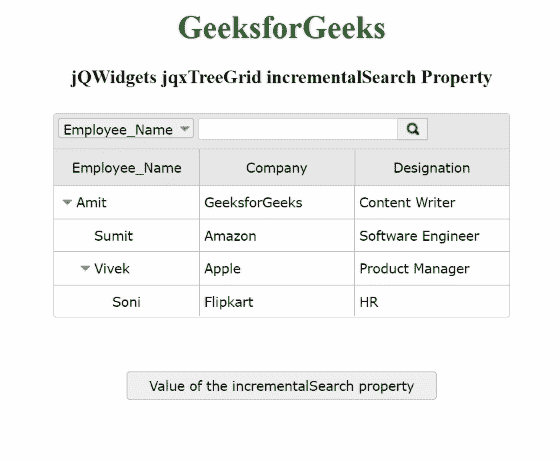 GeeksforGeeks
jQWidgets jqxTreeGrid incrementalSearch Property
Employee_Name
Employee_Name Company Designation
Amit GeeksforGeeks Content Writer
Sumit Amazon Software Engineer
Vivek Apple Product Manager
Soni Flipkart HR
Value of the incrementalSearch property